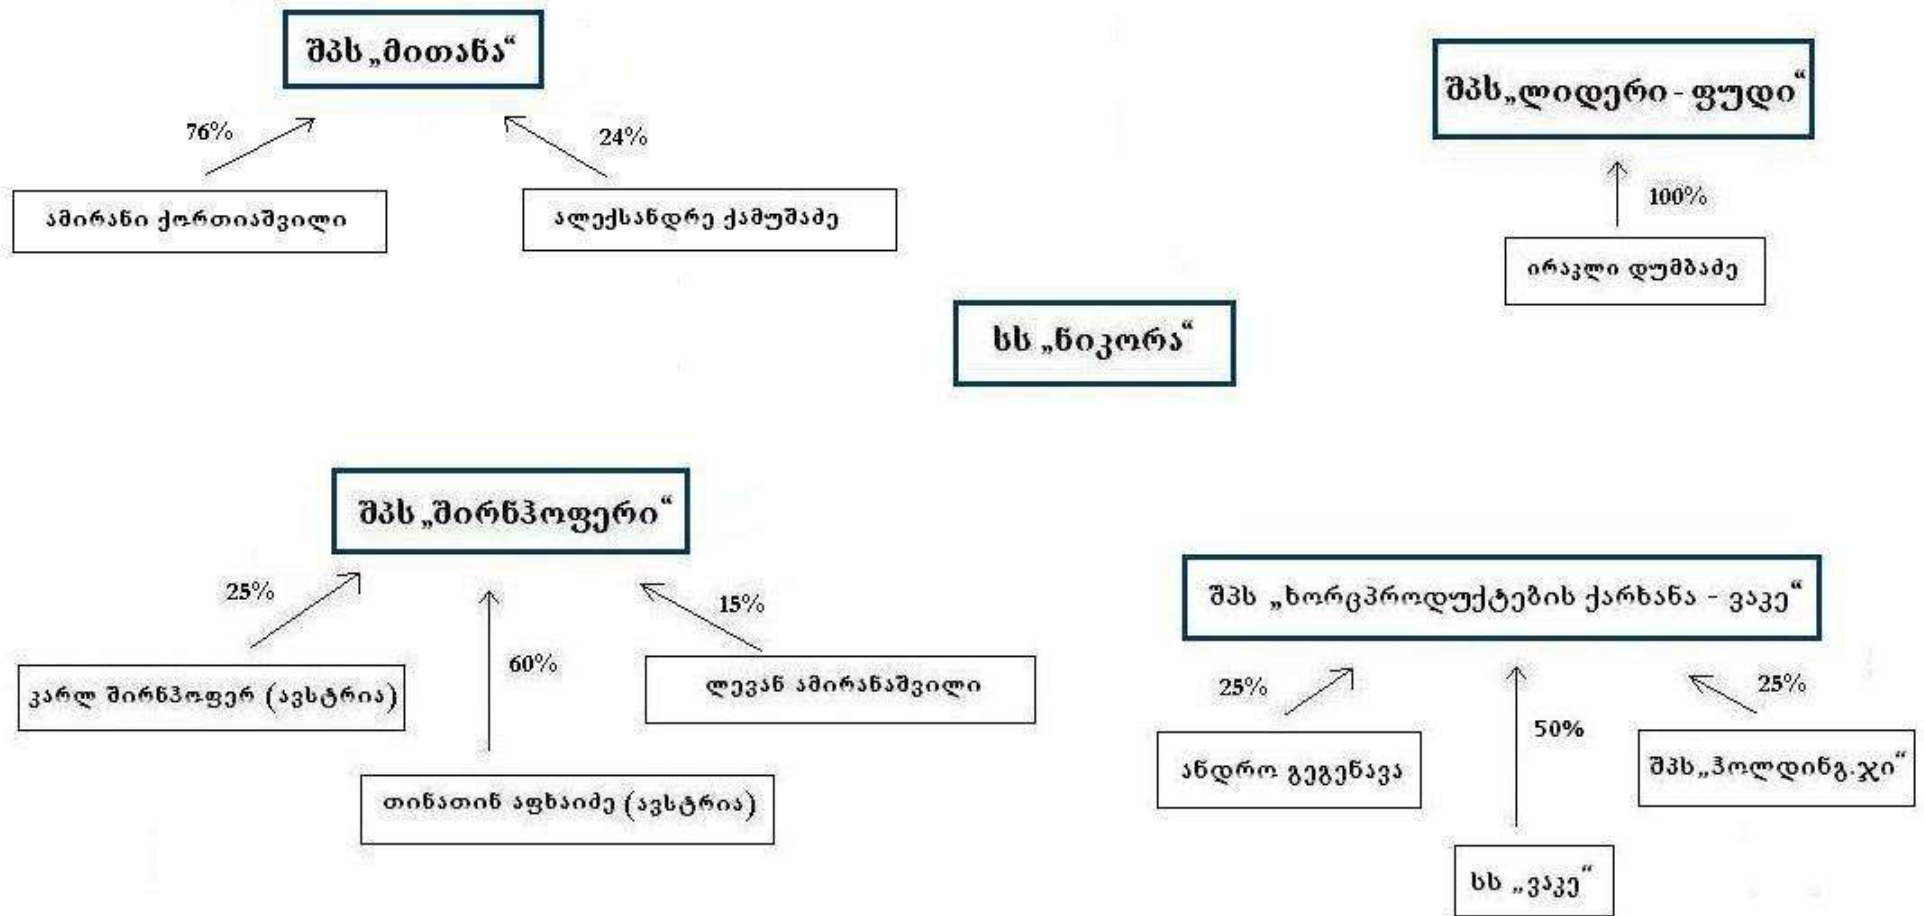 შპს „მითანა“
76%
24%
ამირანი ქორთიაშვილი
ალექსანდრე ქამუშაძე
შპს„ლიდერი - ფუდი“
100%
ირაკლი დუმბაძე
სს „ნიკორა“
შპს „შირნჰოფერი“
25%
60%
15%
კარლ შირნჰოფერ (ავსტრია)
ლევან ამირანაშვილი
თინათინ აფხაიძე (ავსტრია)
შპს „ხორცპროდუქტების ქარხანა - ვაკე“
25%
50%
25%
ანდრო გეგენავა
შპს„ჰოლდინგ.ჯი“
სს „ვაკე“